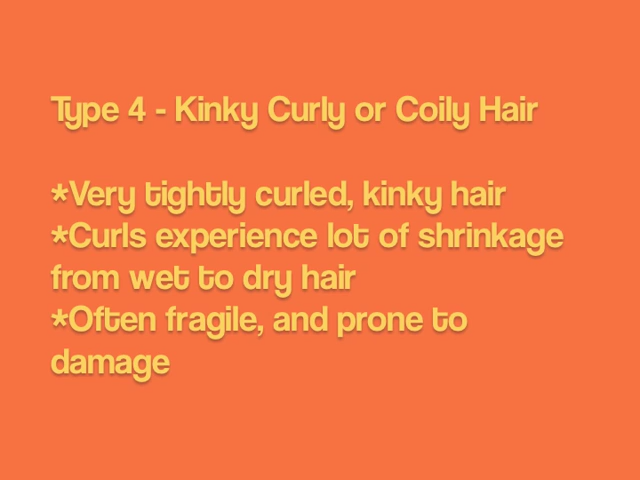 Type 4 - Kinky Curly or Coily Hair
*Very tightly curled, kinky hair
*Curls experience lot of shrinkage
from wet to dry hair
*Often fragile, and prone to
damage